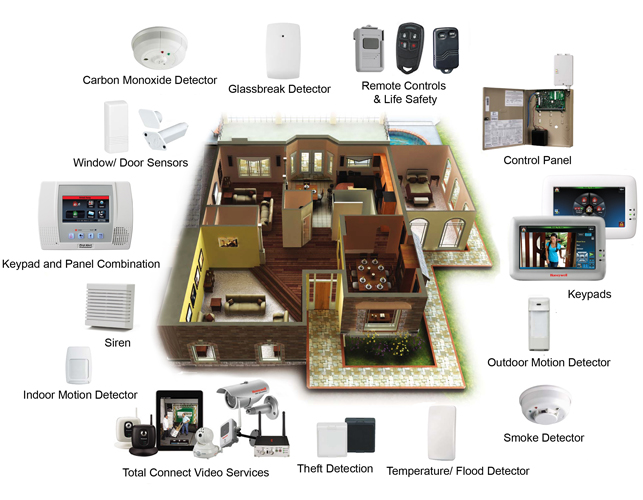 Carbon Monoxide Detector
Glassbreak Detector
Remote Controls
& Life Safety
Window/ Door Sensors
Control Panel
Keypad and Panel Combination
Honeywell
Keypads
Siren
Outdoor Motion Detector
Indoor Motion Detector
Smoke Detector
Total Connect Video Services
Theft Detection
Temperature/ Flood Detector